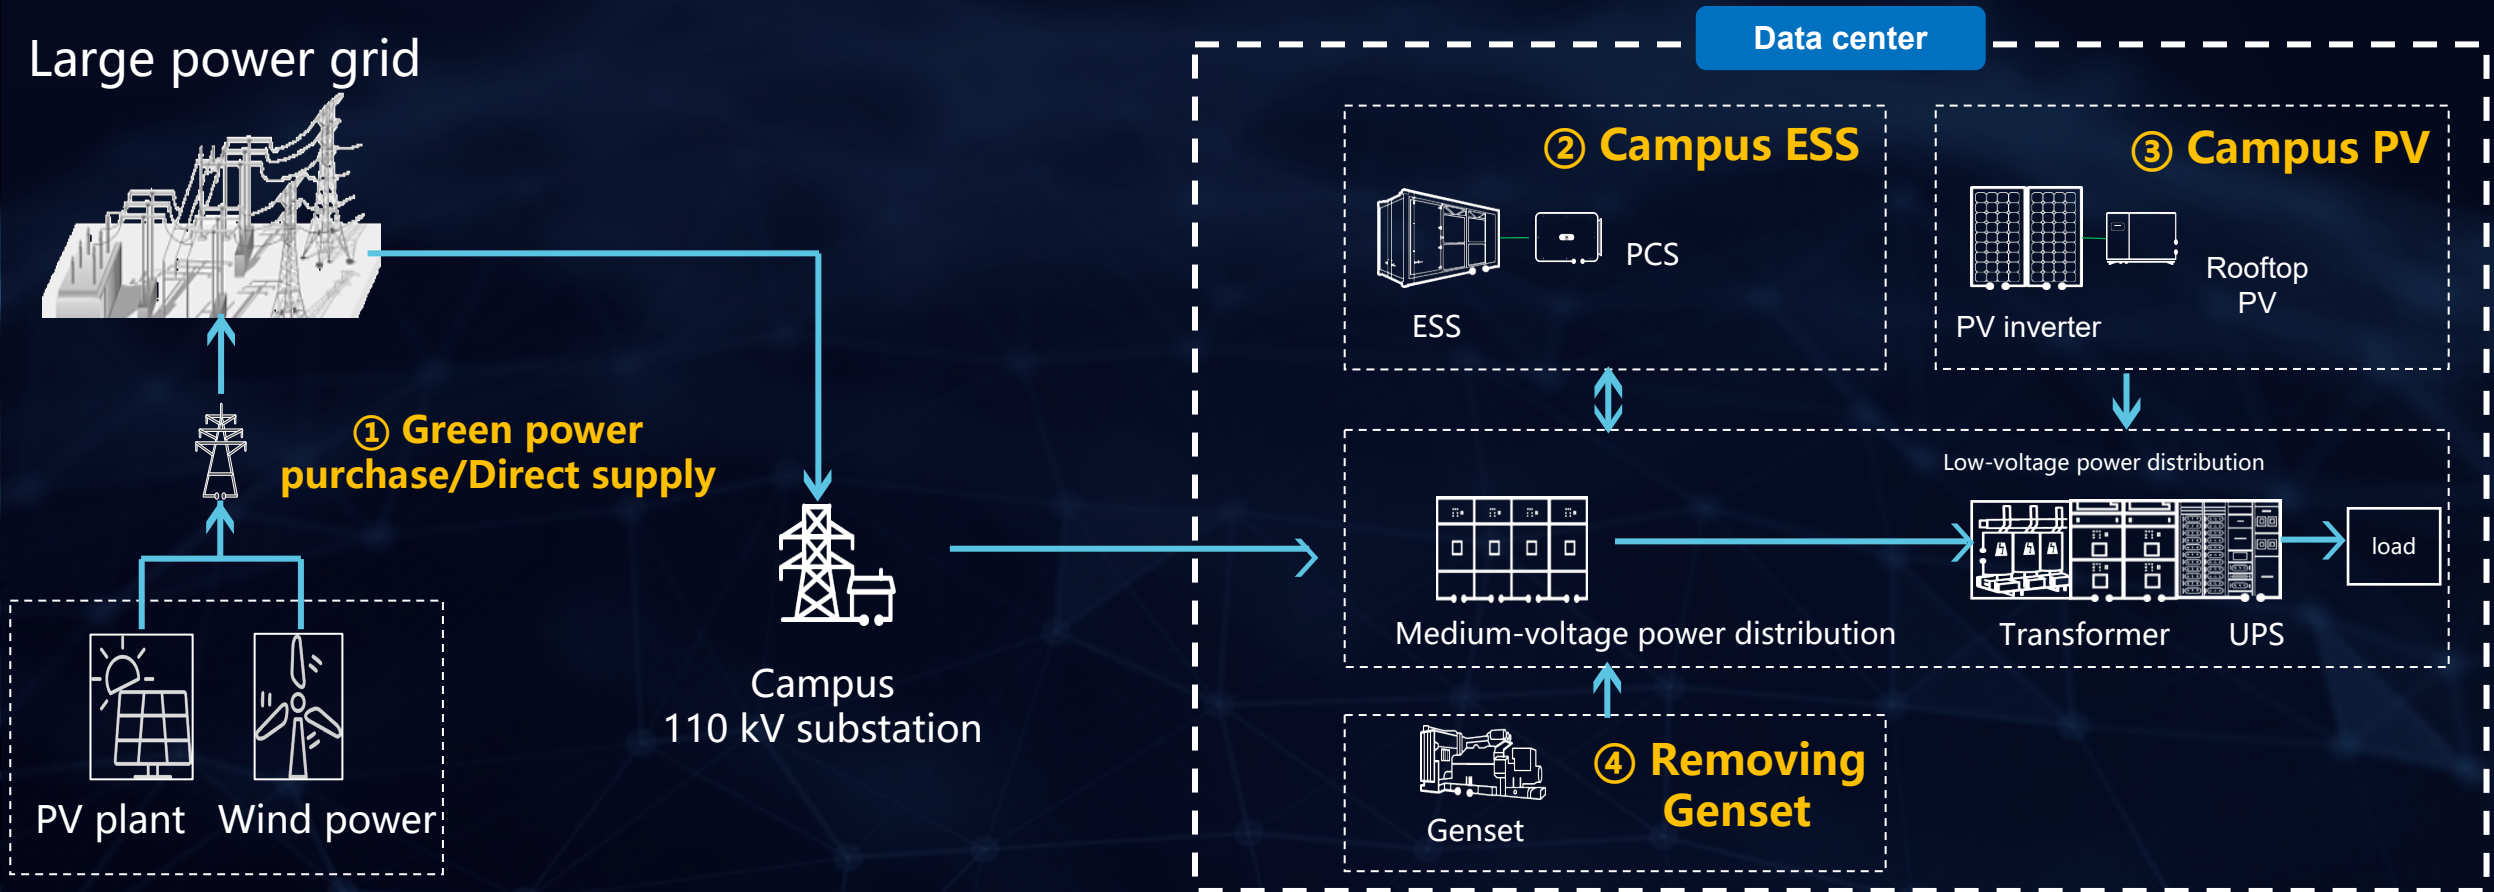 Data center
Large power grid
② Campus ESS
③ Campus PV
PCS
ESS
Rooftop
PV
PV inverter
① Green power
purchase/Direct supply
Low-voltage power distribution
load
Medium-voltage power distribution
Transformer
UPS
Campus
110 kV substation
④ Removing
Genset
Genset
PV plant
Wind power